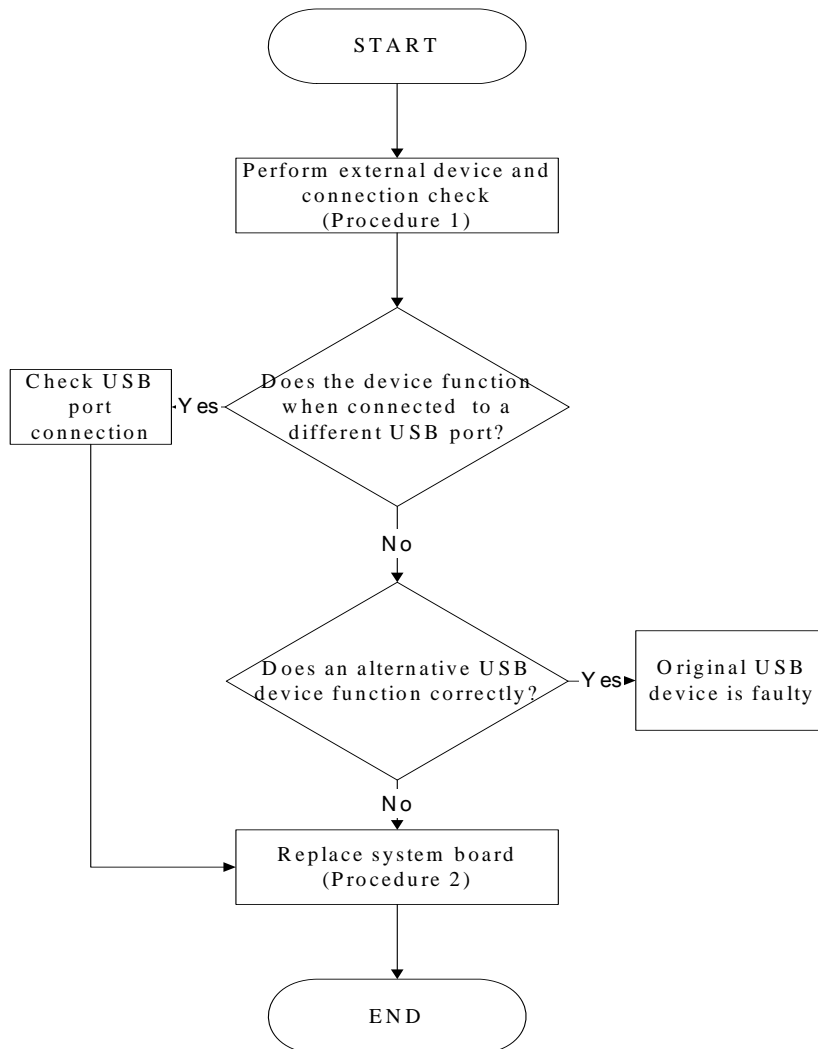 START
Perform external device and
connection check
(Procedure 1)
Does the device function
when connected to a
different USB port?
Yes
Check USB
port
connection
No
Does an alternative USB
device function correctly?
Yes
Original USB
device is faulty
No
Replace system board
(Procedure 2)
END